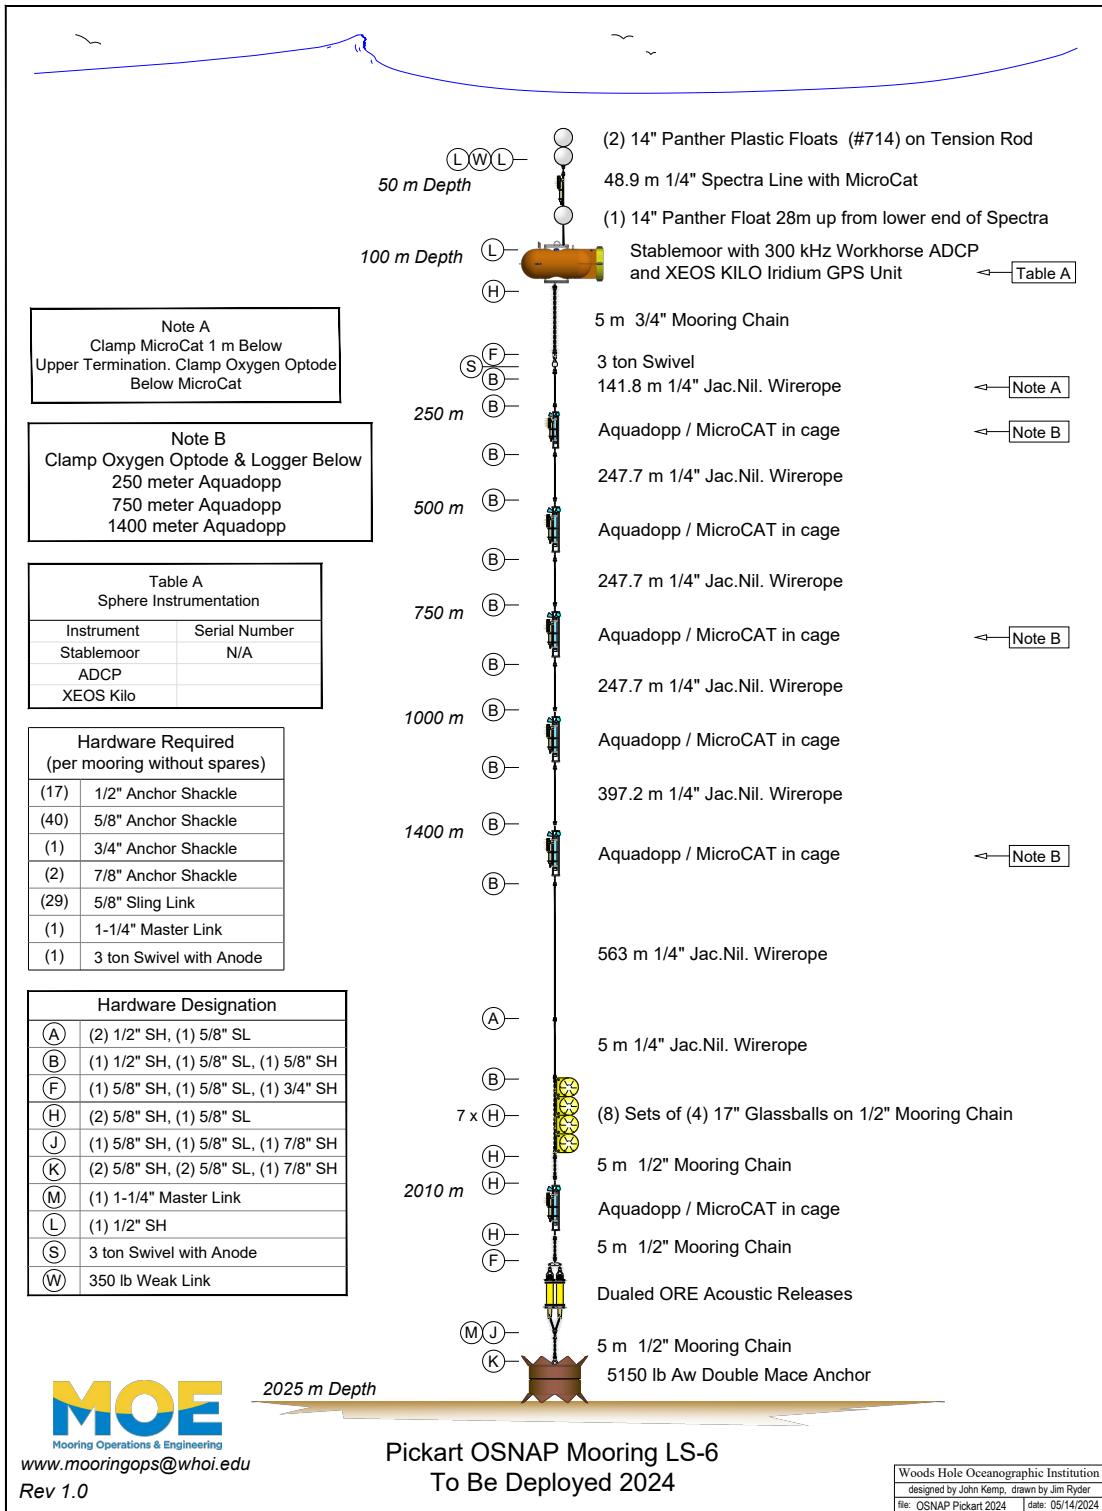 (2) 14" Panther Plastic Floats (#714) on Tension Rod
L W L
50 m Depth
48.9 m 1/4" Spectra Line with MicroCat
(1) 14" Panther Float 28m up from lower end of Spectra
L
100 m Depth
Stablemoor with 300 kHz Workhorse ADCP
and XEOS KILO Iridium GPS Unit
Table A
H
5 m 3/4" Mooring Chain
F
S
3 ton Swivel
B
141.8 m 1/4" Jac.Nil. Wirerope
Note A
250 m
B
Aquadopp / MicroCAT in cage
Note B
B
247.7 m 1/4" Jac.Nil. Wirerope
500 m
B
Aquadopp / MicroCAT in cage
B
247.7 m 1/4" Jac.Nil. Wirerope
750 m
B
Aquadopp / MicroCAT in cage
Note B
B
247.7 m 1/4" Jac.Nil. Wirerope
1000 m
B
Aquadopp / MicroCAT in cage
B
397.2 m 1/4" Jac.Nil. Wirerope
1400 m
B
Aquadopp / MicroCAT in cage
Note B
B
563 m 1/4" Jac.Nil. Wirerope
A
5 m 1/4" Jac.Nil. Wirerope
B
7 x H
(8) Sets of (4) 17" Glassballs on 1/2" Mooring Chain
H
5 m 1/2" Mooring Chain
2010 m
H
Aquadopp / MicroCAT in cage
H
5 m 1/2" Mooring Chain
F
Dualed ORE Acoustic Releases
M J
5 m 1/2" Mooring Chain
K
5150 lb Aw Double Mace Anchor
2025 m Depth
Note A
Clamp MicroCat 1 m Below
Upper Termination. Clamp Oxygen Optode
Below MicroCat
Note B
Clamp Oxygen Optode & Logger Below
250 meter Aquadopp
750 meter Aquadopp
1400 meter Aquadopp
Table A
Sphere Instrumentation
Instrument Serial Number
Stablemoor N/A
ADCP
XEOS Kilo
Hardware Required
(per mooring without spares)
(17) 1/2" Anchor Shackle
(40) 5/8" Anchor Shackle
(1) 3/4" Anchor Shackle
(2) 7/8" Anchor Shackle
(29) 5/8" Sling Link
(1) 1-1/4" Master Link
(1) 3 ton Swivel with Anode
Hardware Designation
A (2) 1/2" SH, (1) 5/8" SL
B (1) 1/2" SH, (1) 5/8" SL, (1) 5/8" SH
F (1) 5/8" SH, (1) 5/8" SL, (1) 3/4" SH
H (2) 5/8" SH, (1) 5/8" SL
J (1) 5/8" SH, (1) 5/8" SL, (1) 7/8" SH
K (2) 5/8" SH, (2) 5/8" SL, (1) 7/8" SH
M (1) 1-1/4" Master Link
L (1) 1/2" SH
S 3 ton Swivel with Anode
W 350 lb Weak Link
MOE
Mooring Operations & Engineering
www.mooringops@whoi.edu
Rev 1.0
Pickart OSNAP Mooring LS-6
To Be Deployed 2024
Woods Hole Oceanographic Institution
designed by John Kemp, drawn by Jim Ryder
file: OSNAP Pickart 2024 date: 05/14/2024